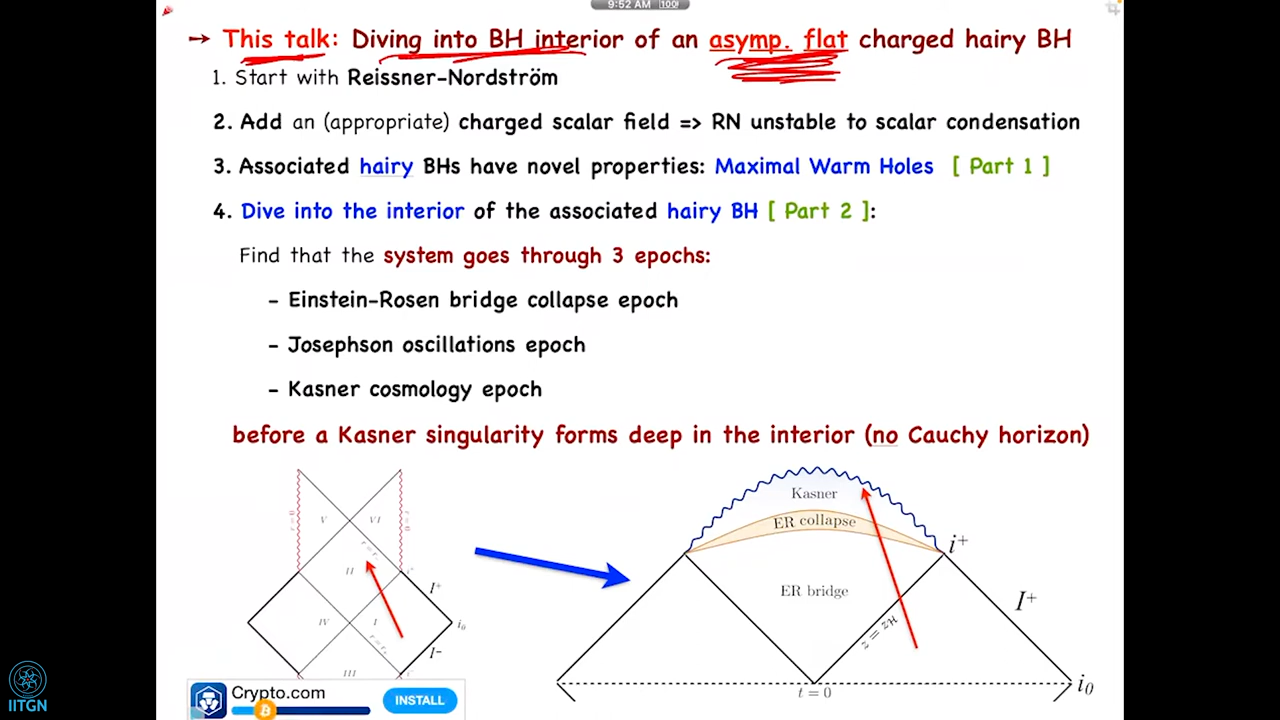 9:52 AM 100%
→ This talk: Diving into BH interior of an asymp. flat charged hairy BH
1. Start with Reissner-Nordström
2. Add an (appropriate) charged scalar field => RN unstable to scalar condensation
3. Associated hairy BHs have novel properties: Maximal Warm Holes [ Part 1 ]
4. Dive into the interior of the associated hairy BH [ Part 2 ]:
Find that the system goes through 3 epochs:
- Einstein-Rosen bridge collapse epoch
- Josephson oscillations epoch
- Kasner cosmology epoch
before a Kasner singularity forms deep in the interior (no Cauchy horizon)
Kasner
ER collapse
ER bridge
z = zH
t = 0
i+
I+
i0
r = 0
V
VI
r = 0
II
i+
I+
IV
I
i0
I-
III
Crypto.com
INSTALL
IITGN